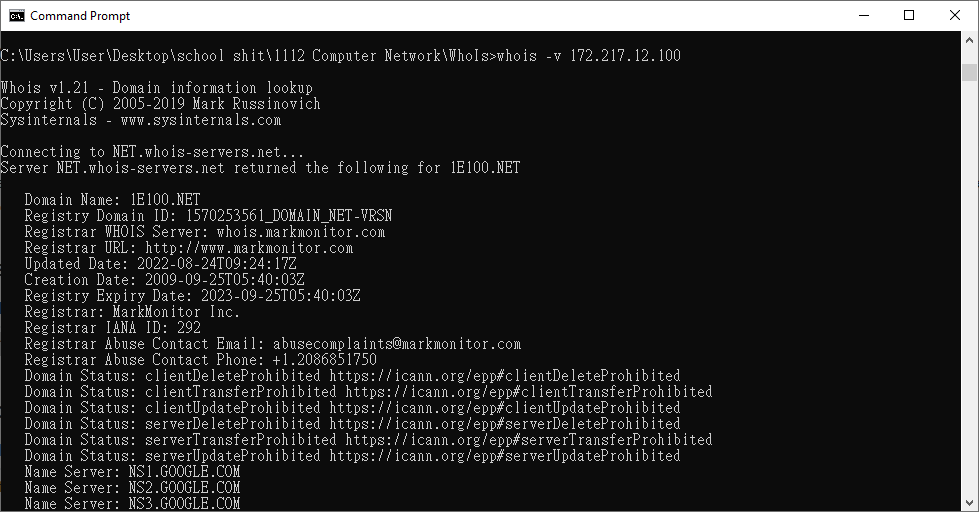 Command Prompt
C:\Users\User\Desktop\school shit\1112 Computer Network\WhoIs>whois -v 172.217.12.100
Whois v1.21 - Domain information lookup
Copyright (C) 2005-2019 Mark Russinovich
Sysinternals - www.sysinternals.com
Connecting to NET.whois-servers.net...
Server NET.whois-servers.net returned the following for 1E100.NET
Domain Name: 1E100.NET
Registry Domain ID: 1570253561_DOMAIN_NET-VRSN
Registrar WHOIS Server: whois.markmonitor.com
Registrar URL: http://www.markmonitor.com
Updated Date: 2022-08-24T09:24:17Z
Creation Date: 2009-09-25T05:40:03Z
Registry Expiry Date: 2023-09-25T05:40:03Z
Registrar: MarkMonitor Inc.
Registrar IANA ID: 292
Registrar Abuse Contact Email: abusecomplaints@markmonitor.com
Registrar Abuse Contact Phone: +1.2086851750
Domain Status: clientDeleteProhibited https://icann.org/epp#clientDeleteProhibited
Domain Status: clientTransferProhibited https://icann.org/epp#clientTransferProhibited
Domain Status: clientUpdateProhibited https://icann.org/epp#clientUpdateProhibited
Domain Status: serverDeleteProhibited https://icann.org/epp#serverDeleteProhibited
Domain Status: serverTransferProhibited https://icann.org/epp#serverTransferProhibited
Domain Status: serverUpdateProhibited https://icann.org/epp#serverUpdateProhibited
Name Server: NS1.GOOGLE.COM
Name Server: NS2.GOOGLE.COM
Name Server: NS3.GOOGLE.COM